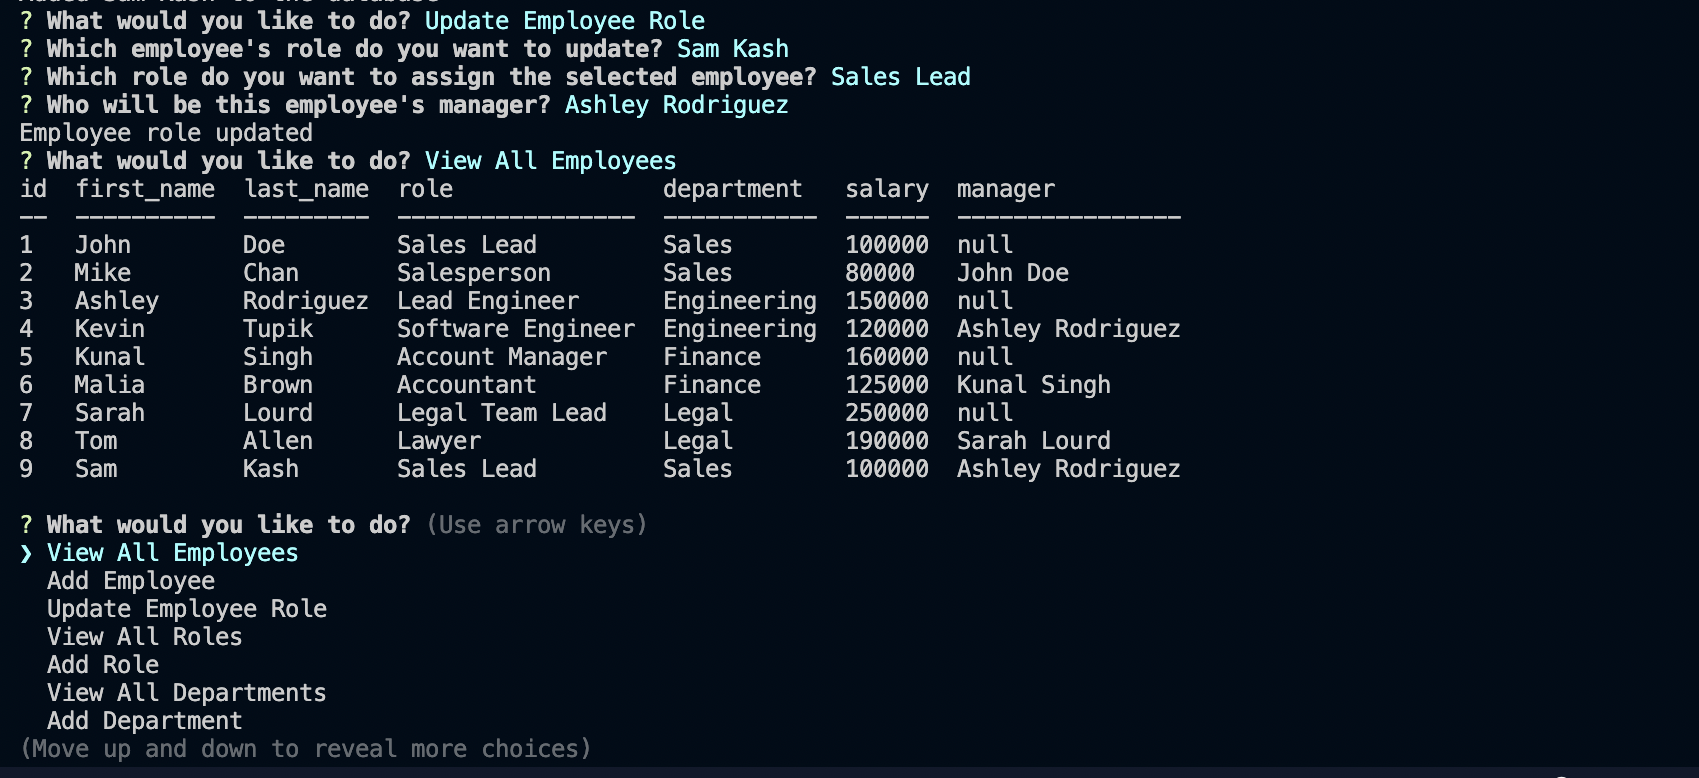 Added Sam Kash to the database
? What would you like to do? Update Employee Role
? Which employee's role do you want to update? Sam Kash
? Which role do you want to assign the selected employee? Sales Lead
? Who will be this employee's manager? Ashley Rodriguez
Employee role updated
? What would you like to do? View All Employees
id first_name last_name role department salary manager
-- ---------- --------- ----------------- ----------- ------ ----------------
1 John Doe Sales Lead Sales 100000 null
2 Mike Chan Salesperson Sales 80000 John Doe
3 Ashley Rodriguez Lead Engineer Engineering 150000 null
4 Kevin Tupik Software Engineer Engineering 120000 Ashley Rodriguez
5 Kunal Singh Account Manager Finance 160000 null
6 Malia Brown Accountant Finance 125000 Kunal Singh
7 Sarah Lourd Legal Team Lead Legal 250000 null
8 Tom Allen Lawyer Legal 190000 Sarah Lourd
9 Sam Kash Sales Lead Sales 100000 Ashley Rodriguez
? What would you like to do? (Use arrow keys)
❯ View All Employees
Add Employee
Update Employee Role
View All Roles
Add Role
View All Departments
Add Department
(Move up and down to reveal more choices)